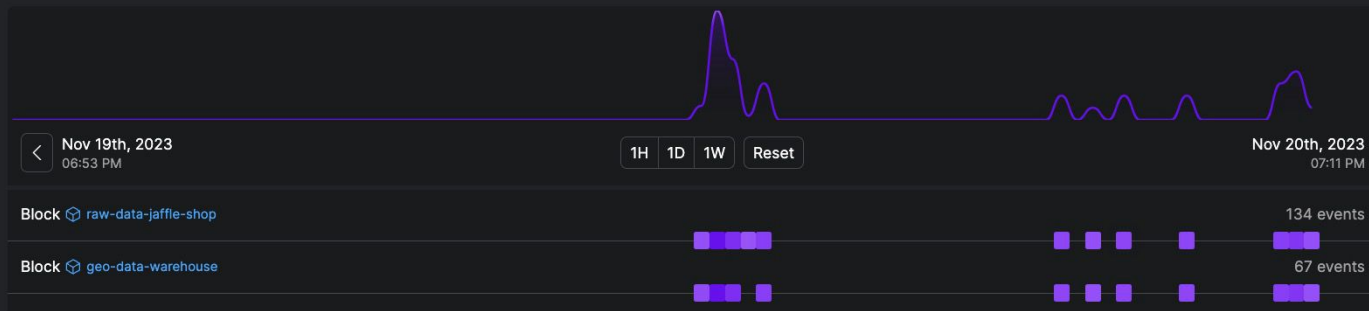 Nov 19th, 2023
06:53 PM
1H 1D 1W Reset
Nov 20th, 2023
07:11 PM
Block raw-data-jaffle-shop
134 events
Block geo-data-warehouse
67 events